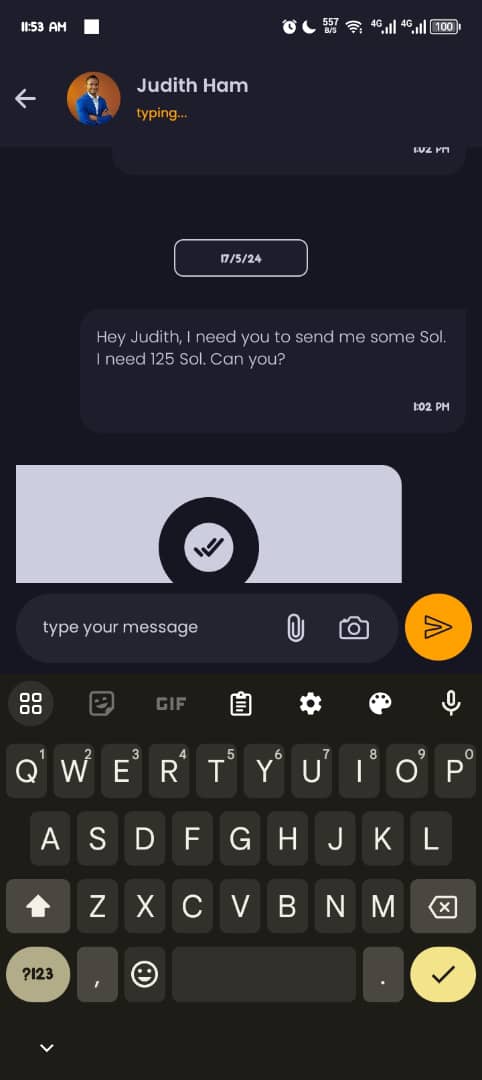 11:53 AM
557
B/S
4G
4G
100
Judith Ham
typing...
1:02 PM
17/5/24
Hey Judith, I need you to send me some Sol.
I need 125 Sol. Can you?
1:02 PM
type your message
GIF
1 2 3 4 5 6 7 8 9 0
Q W E R T Y U I O P
A S D F G H J K L
Z X C V B N M
?123 , .